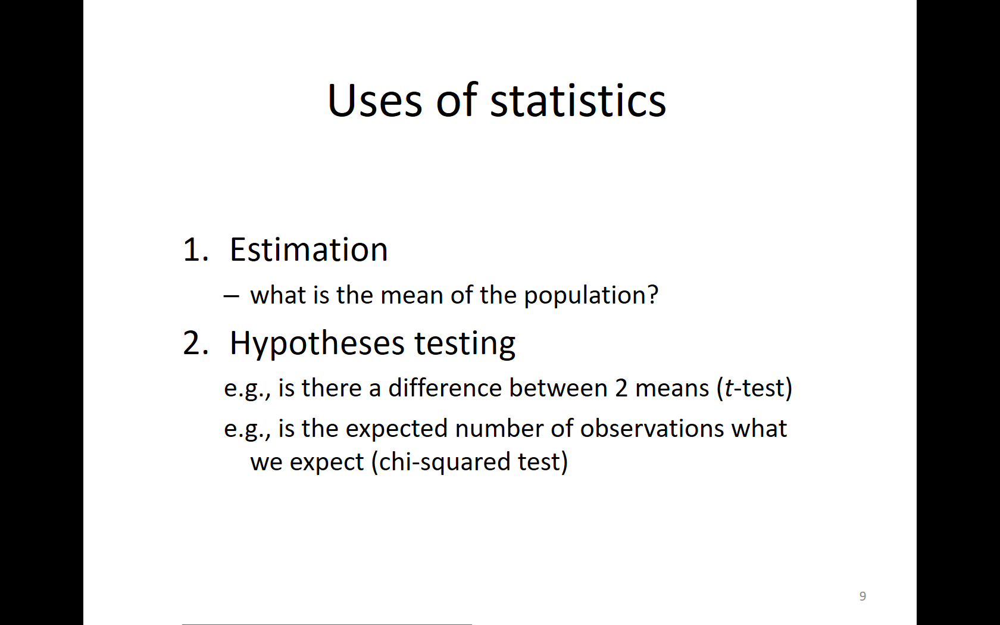 Uses of statistics
1. Estimation
– what is the mean of the population?
2. Hypotheses testing
e.g., is there a difference between 2 means (t-test)
e.g., is the expected number of observations what
we expect (chi-squared test)
9